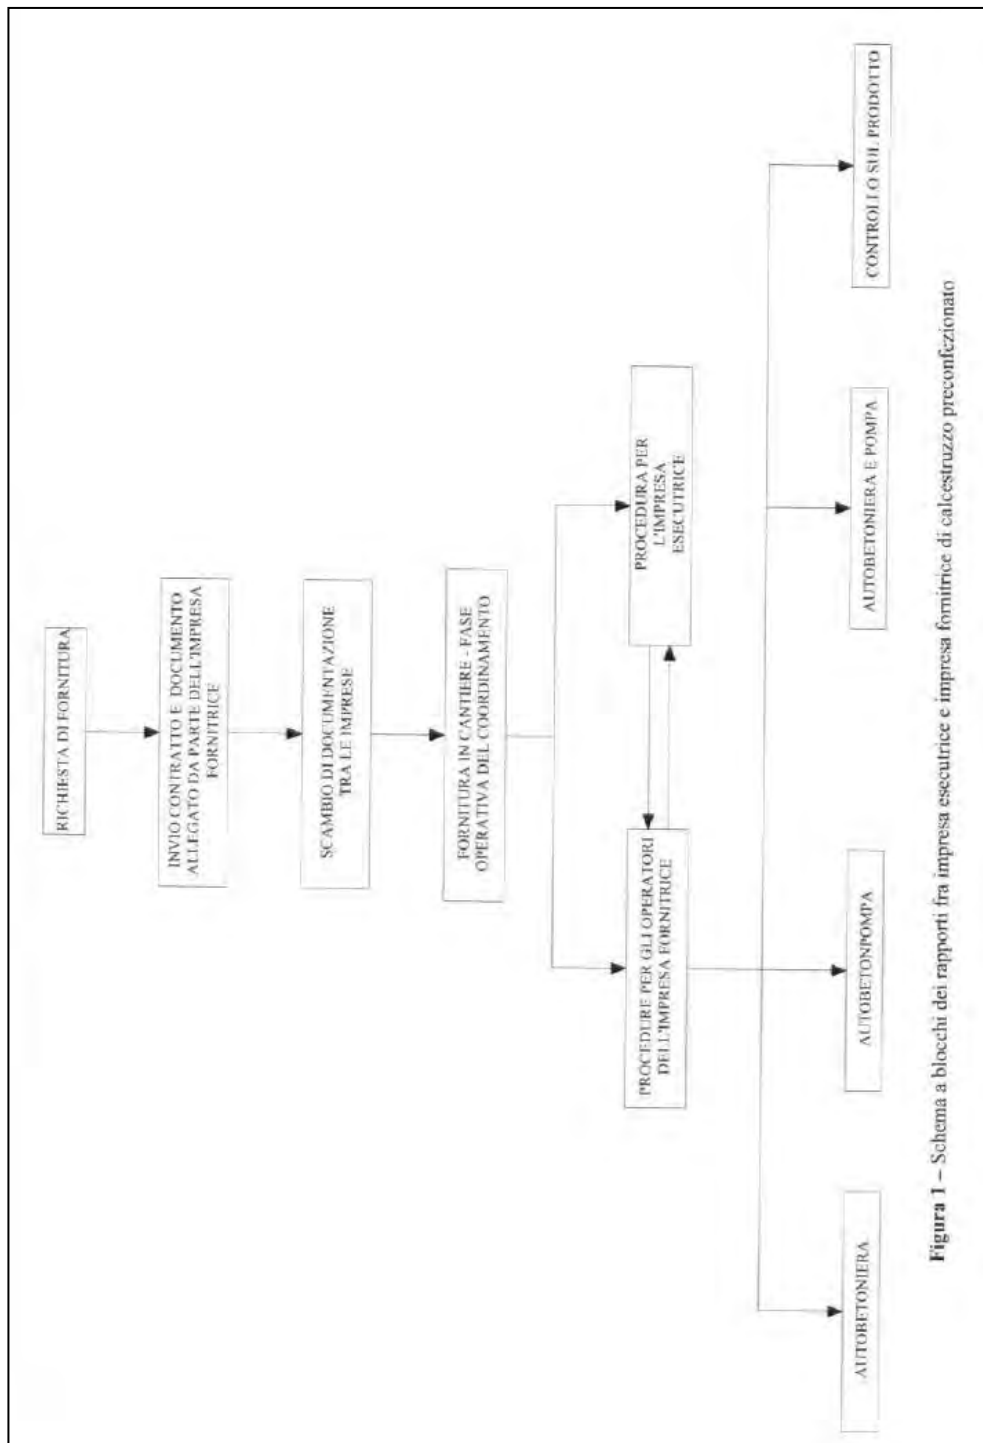 RICHIESTA DI FORNITURA
INVIO CONTRATTO E DOCUMENTO
ALLEGATO DA PARTE DELL'IMPRESA
FORNITRICE
SCAMBIO DI DOCUMENTAZIONE
TRA LE IMPRESE
FORNITURA IN CANTIERE - FASE
OPERATIVA DEL COORDINAMENTO
PROCEDURE PER GLI OPERATORI
DELL'IMPRESA FORNITRICE
PROCEDURA PER
L'IMPRESA
ESECUTRICE
AUTOBETONIERA
AUTOBETONPOMPA
AUTOBETONIERA E POMPA
CONTROLLO SUL PRODOTTO
Figura 1 – Schema a blocchi dei rapporti fra impresa esecutrice e impresa fornitrice di calcestruzzo preconfezionato